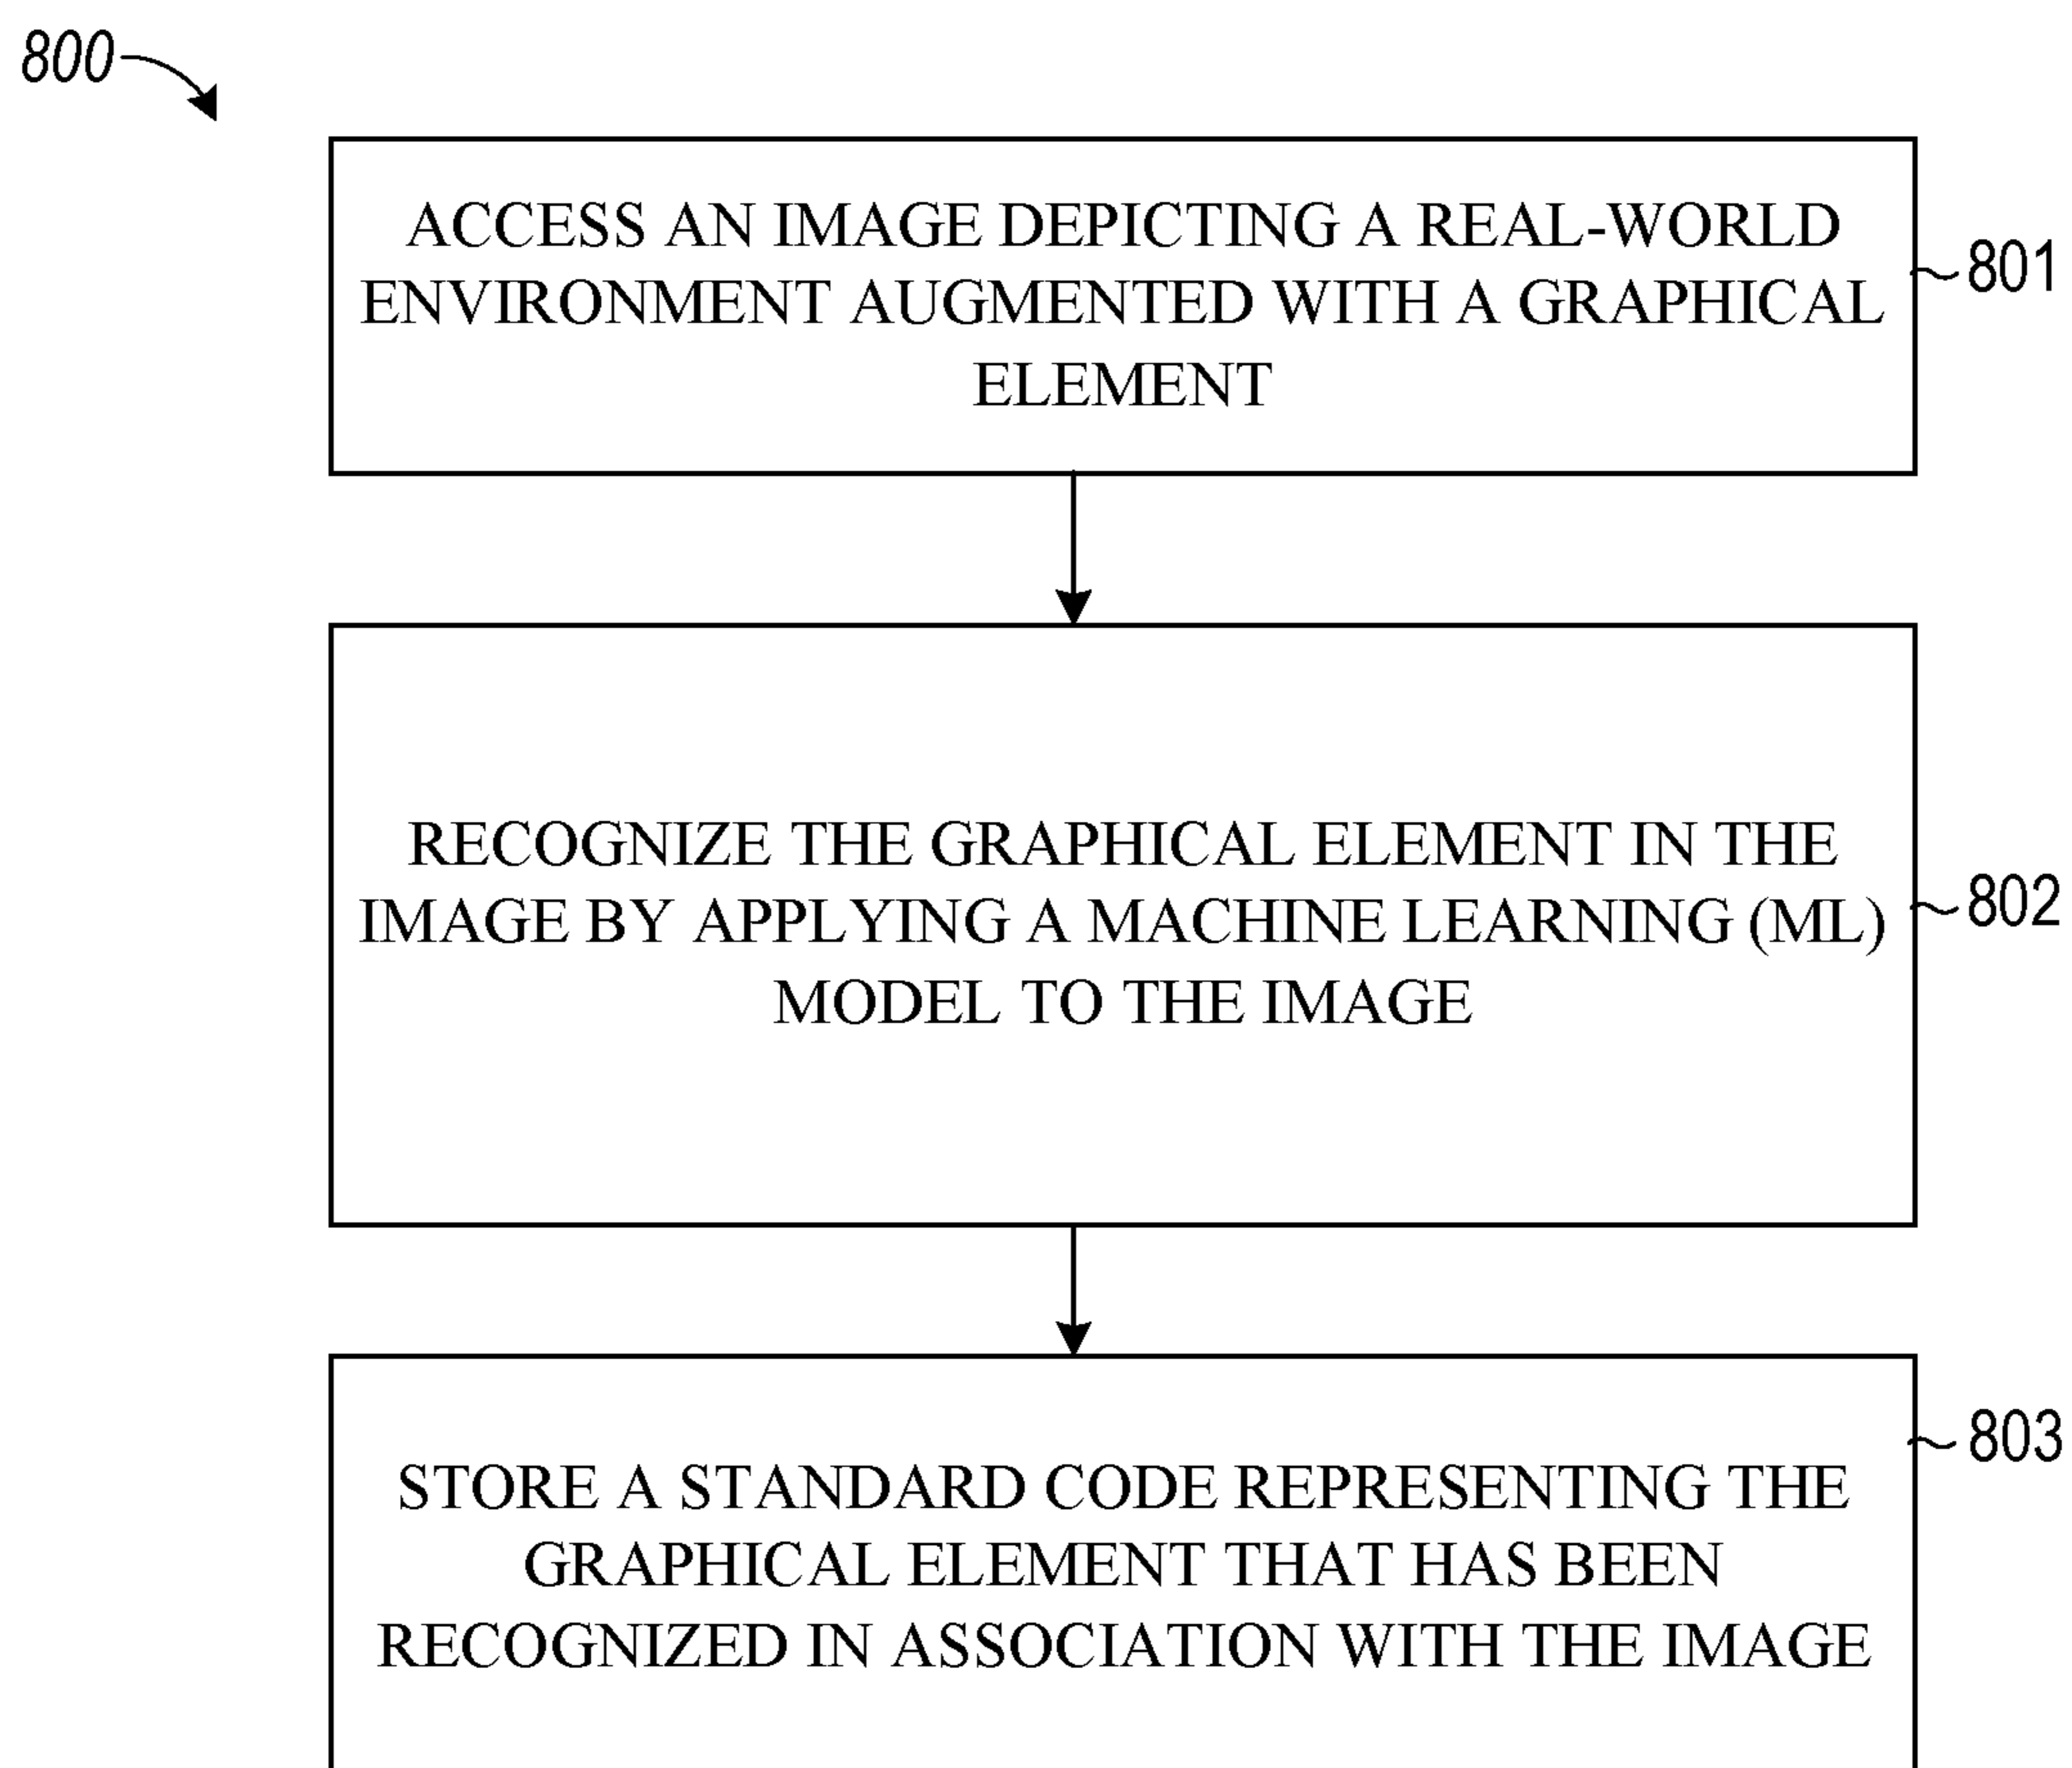 800
ACCESS AN IMAGE DEPICTING A REAL-WORLD
ENVIRONMENT AUGMENTED WITH A GRAPHICAL
ELEMENT
801
RECOGNIZE THE GRAPHICAL ELEMENT IN THE
IMAGE BY APPLYING A MACHINE LEARNING (ML)
MODEL TO THE IMAGE
802
STORE A STANDARD CODE REPRESENTING THE
GRAPHICAL ELEMENT THAT HAS BEEN
RECOGNIZED IN ASSOCIATION WITH THE IMAGE
803